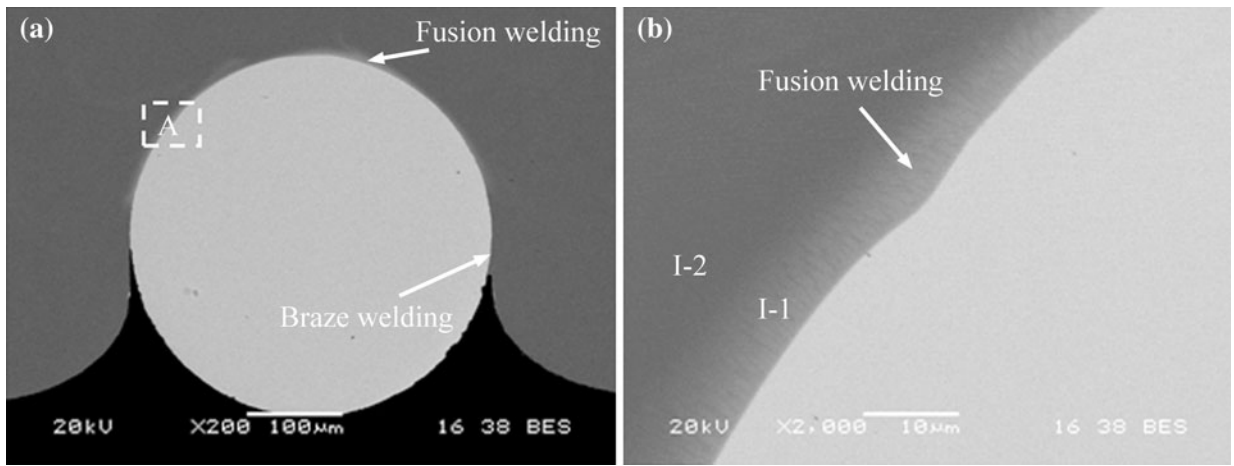 (a)
Fusion welding
A
Braze welding
20kV X200 100μm 16 38 BES
(b)
Fusion welding
I-2
I-1
20kV X2,000 10μm 16 38 BES